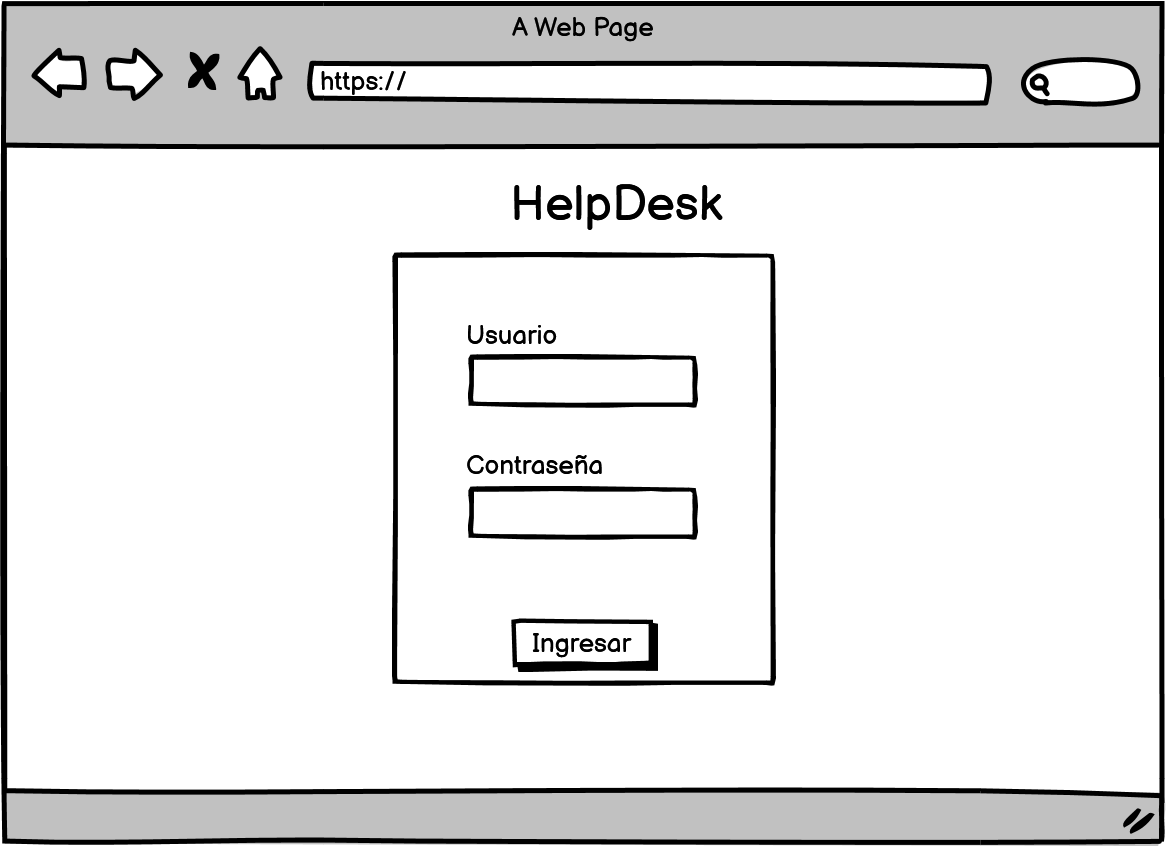 A Web Page
https://
HelpDesk
Usuario
Contraseña
Ingresar